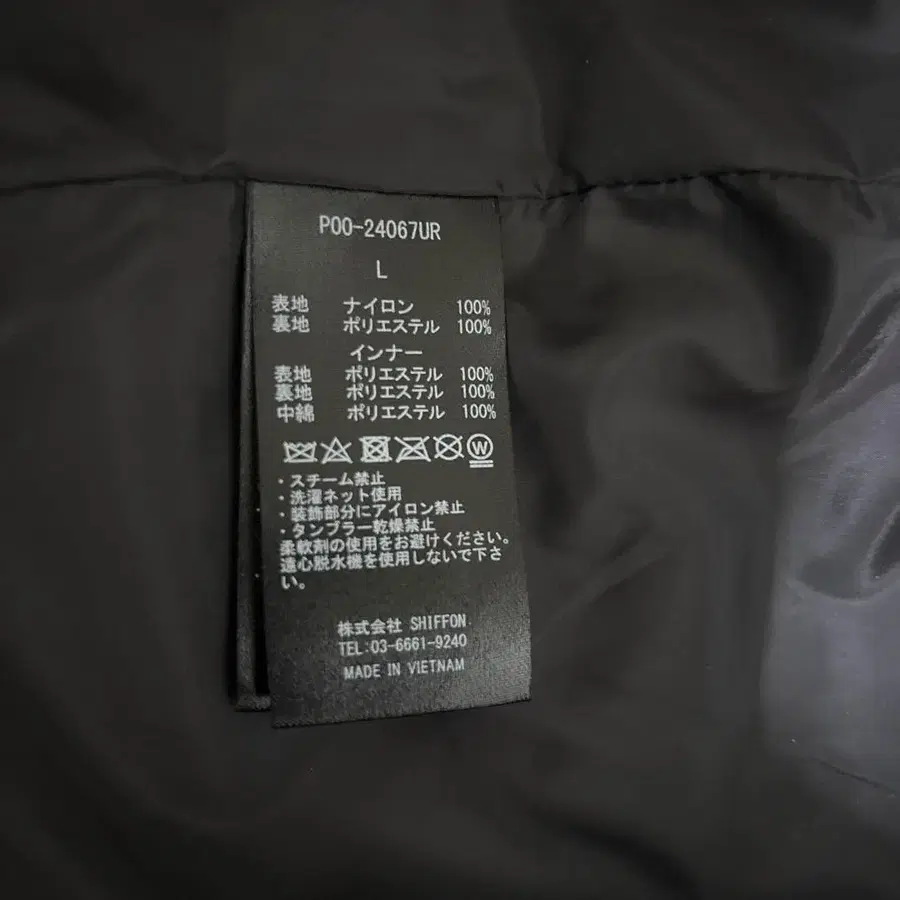 P00-24067UR
L
表地 ナイロン 100%
裏地 ポリエステル 100%
インナー
表地 ポリエステル 100%
裏地 ポリエステル 100%
中綿 ポリエステル 100%
W
・スチーム禁止
・洗濯ネット使用
・装飾部分にアイロン禁止
・タンブラー乾燥禁止
柔軟剤の使用をお避けください。
遠心脱水機を使用しないで下さ
い。
株式会社 SHIFFON
TEL:03-6661-9240
MADE IN VIETNAM